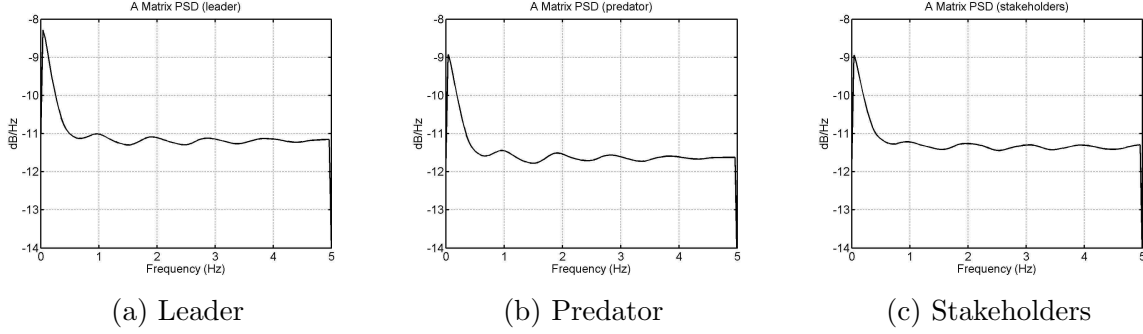 A Matrix PSD (leader)
-8
-9
-10
-11
-12
-13
-14
dB/Hz
0 1 2 3 4 5
Frequency (Hz)
(a) Leader
A Matrix PSD (predator)
-8
-9
-10
-11
-12
-13
-14
dB/Hz
0 1 2 3 4 5
Frequency (Hz)
(b) Predator
A Matrix PSD (stakeholders)
-8
-9
-10
-11
-12
-13
-14
dB/Hz
0 1 2 3 4 5
Frequency (Hz)
(c) Stakeholders